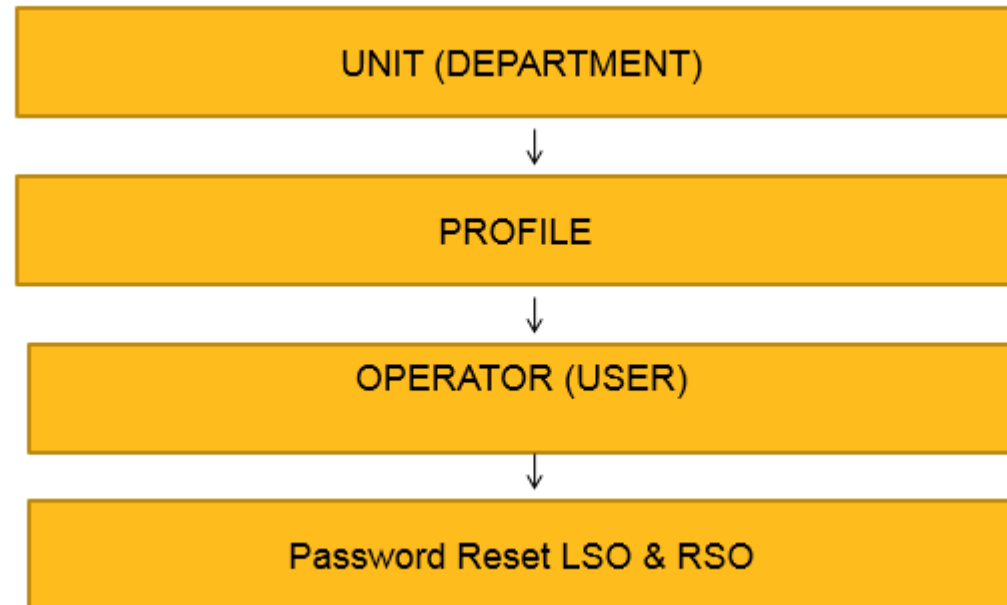 UNIT (DEPARTMENT)
PROFILE
OPERATOR (USER)
Password Reset LSO & RSO